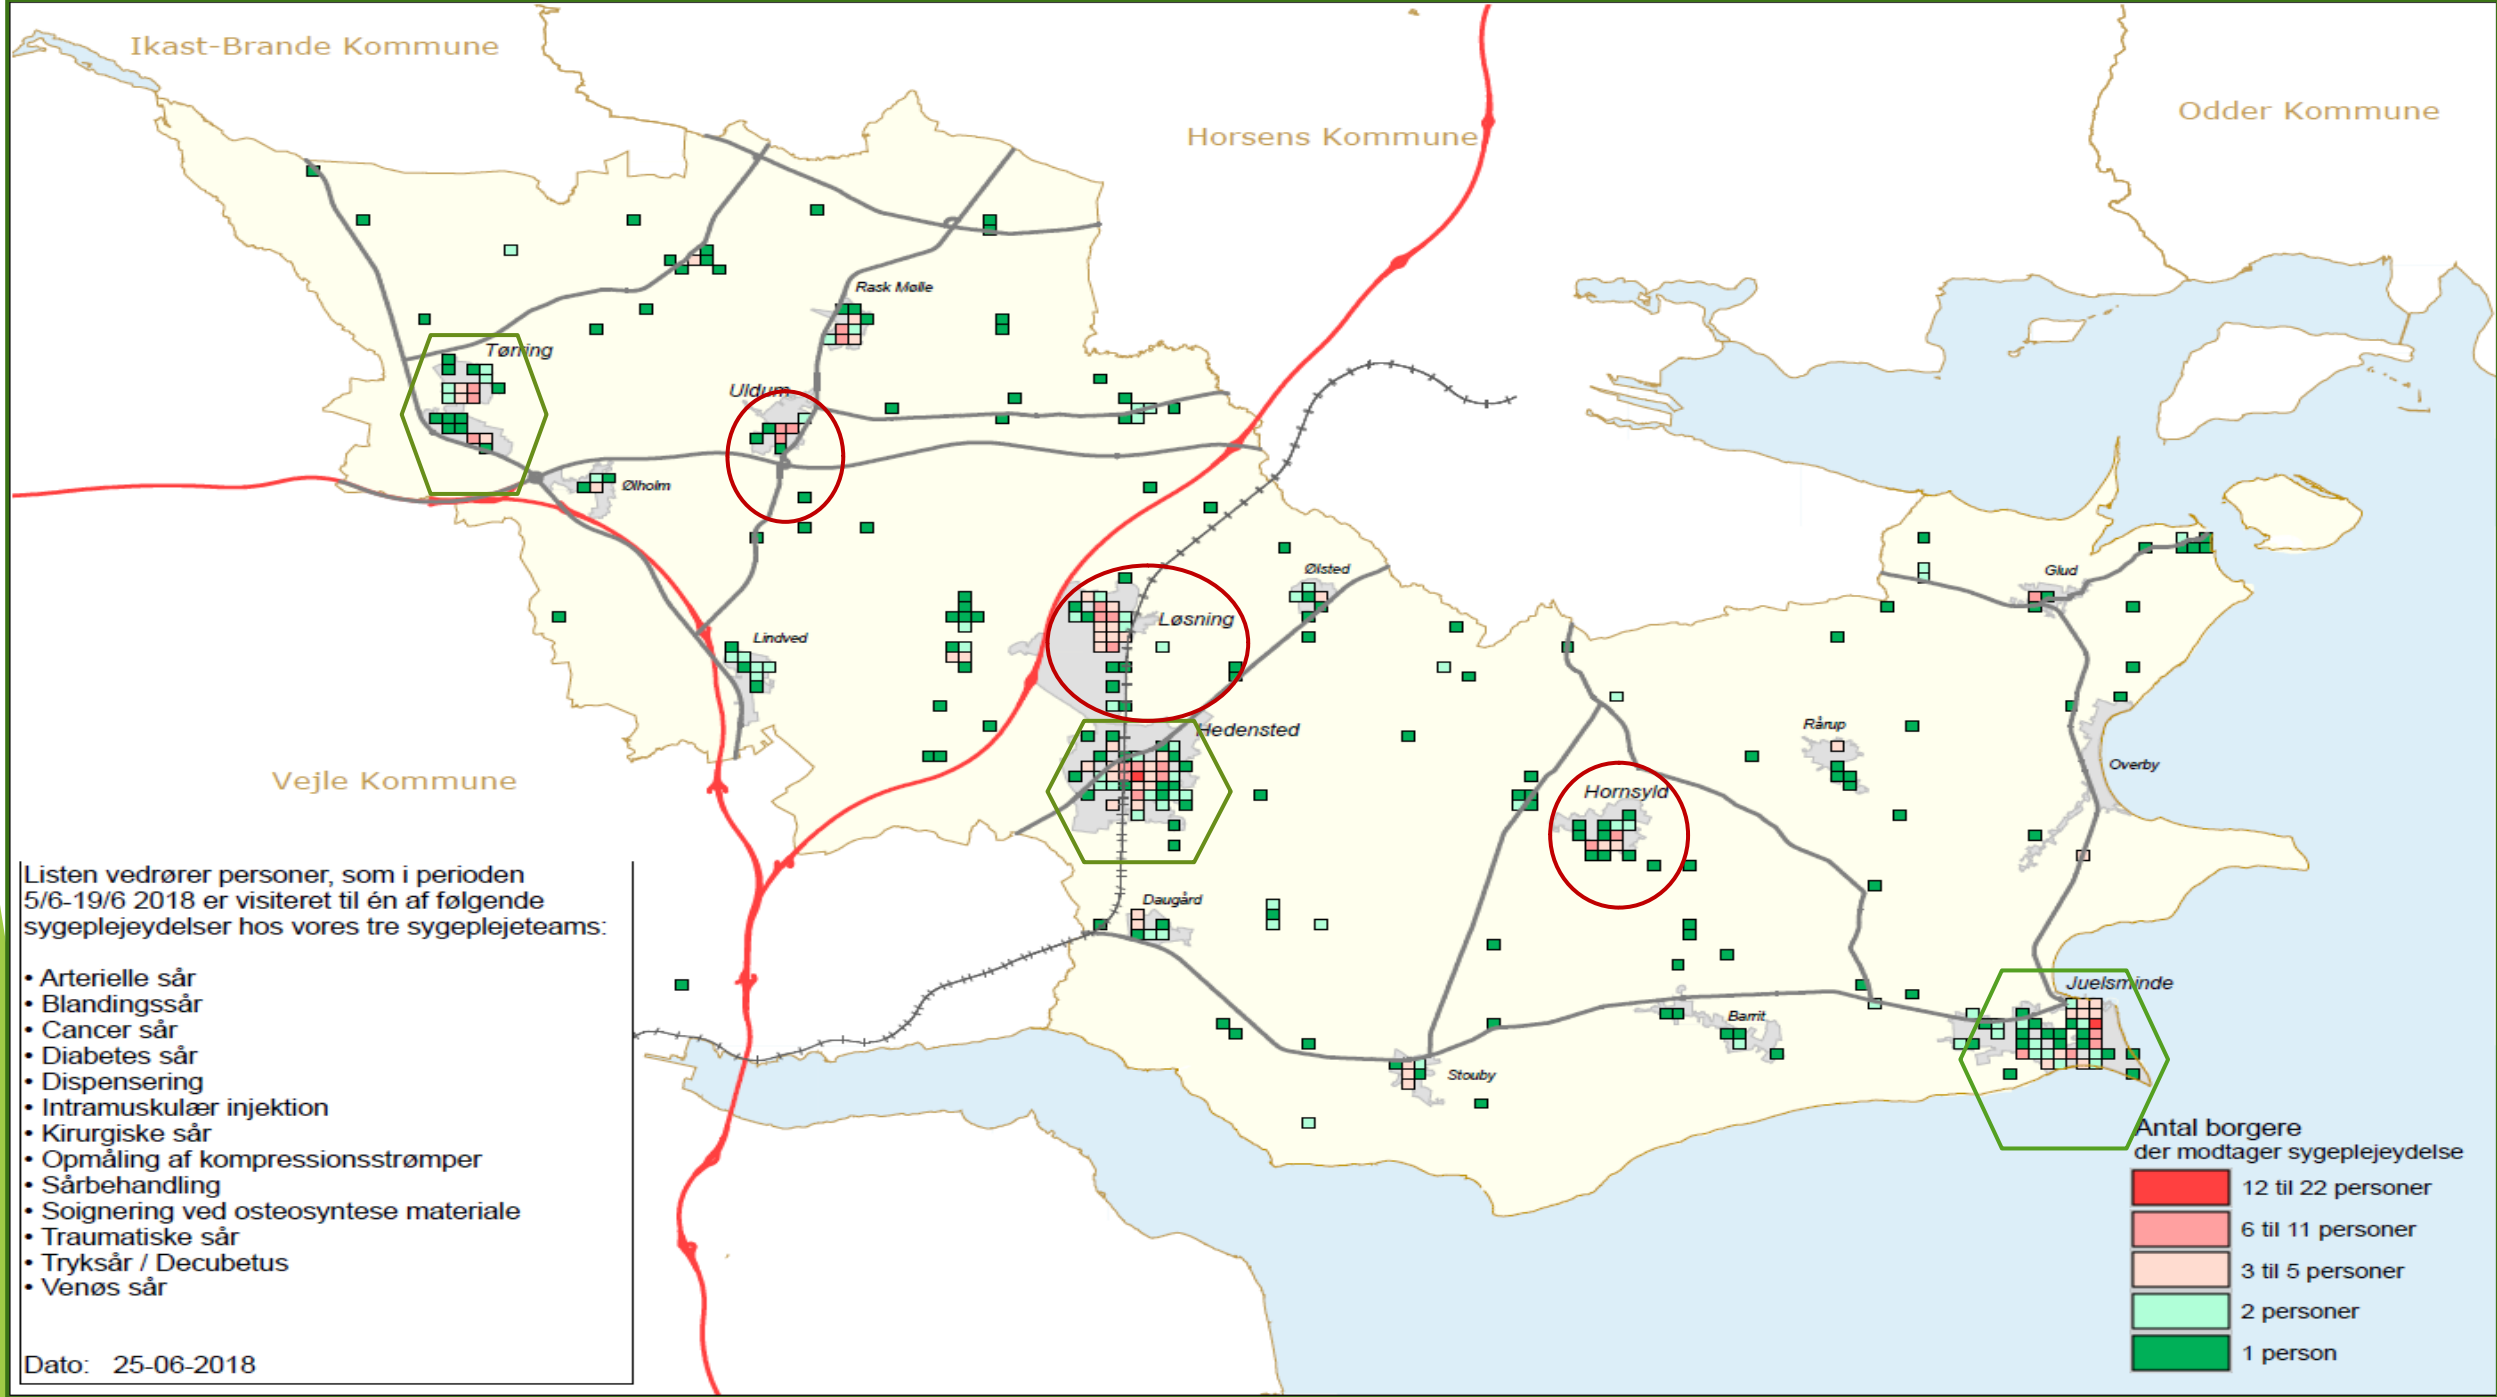 Ikast-Brande Kommune
Odder Kommune
Horsens Kommune
Rask Mølle
Tørring
Uldum
Ølholm
Ølsted
Glud
Løsning
Lindved
Rårup
Hedensted
Overby
Vejle Kommune
Hornsyld
Daugård
Juelsminde
Barrit
Stouby
Listen vedrører personer, som i perioden
5/6-19/6 2018 er visiteret til én af følgende
sygeplejeydelser hos vores tre sygeplejeteams:
• Arterielle sår
• Blandingssår
• Cancer sår
• Diabetes sår
• Dispensering
• Intramuskulær injektion
• Kirurgiske sår
• Opmåling af kompressionsstrømper
• Sårbehandling
• Soignering ved osteosyntese materiale
• Traumatiske sår
• Tryksår / Decubetus
• Venøs sår
Dato: 25-06-2018
Antal borgere
der modtager sygeplejeydelse
12 til 22 personer
6 til 11 personer
3 til 5 personer
2 personer
1 person